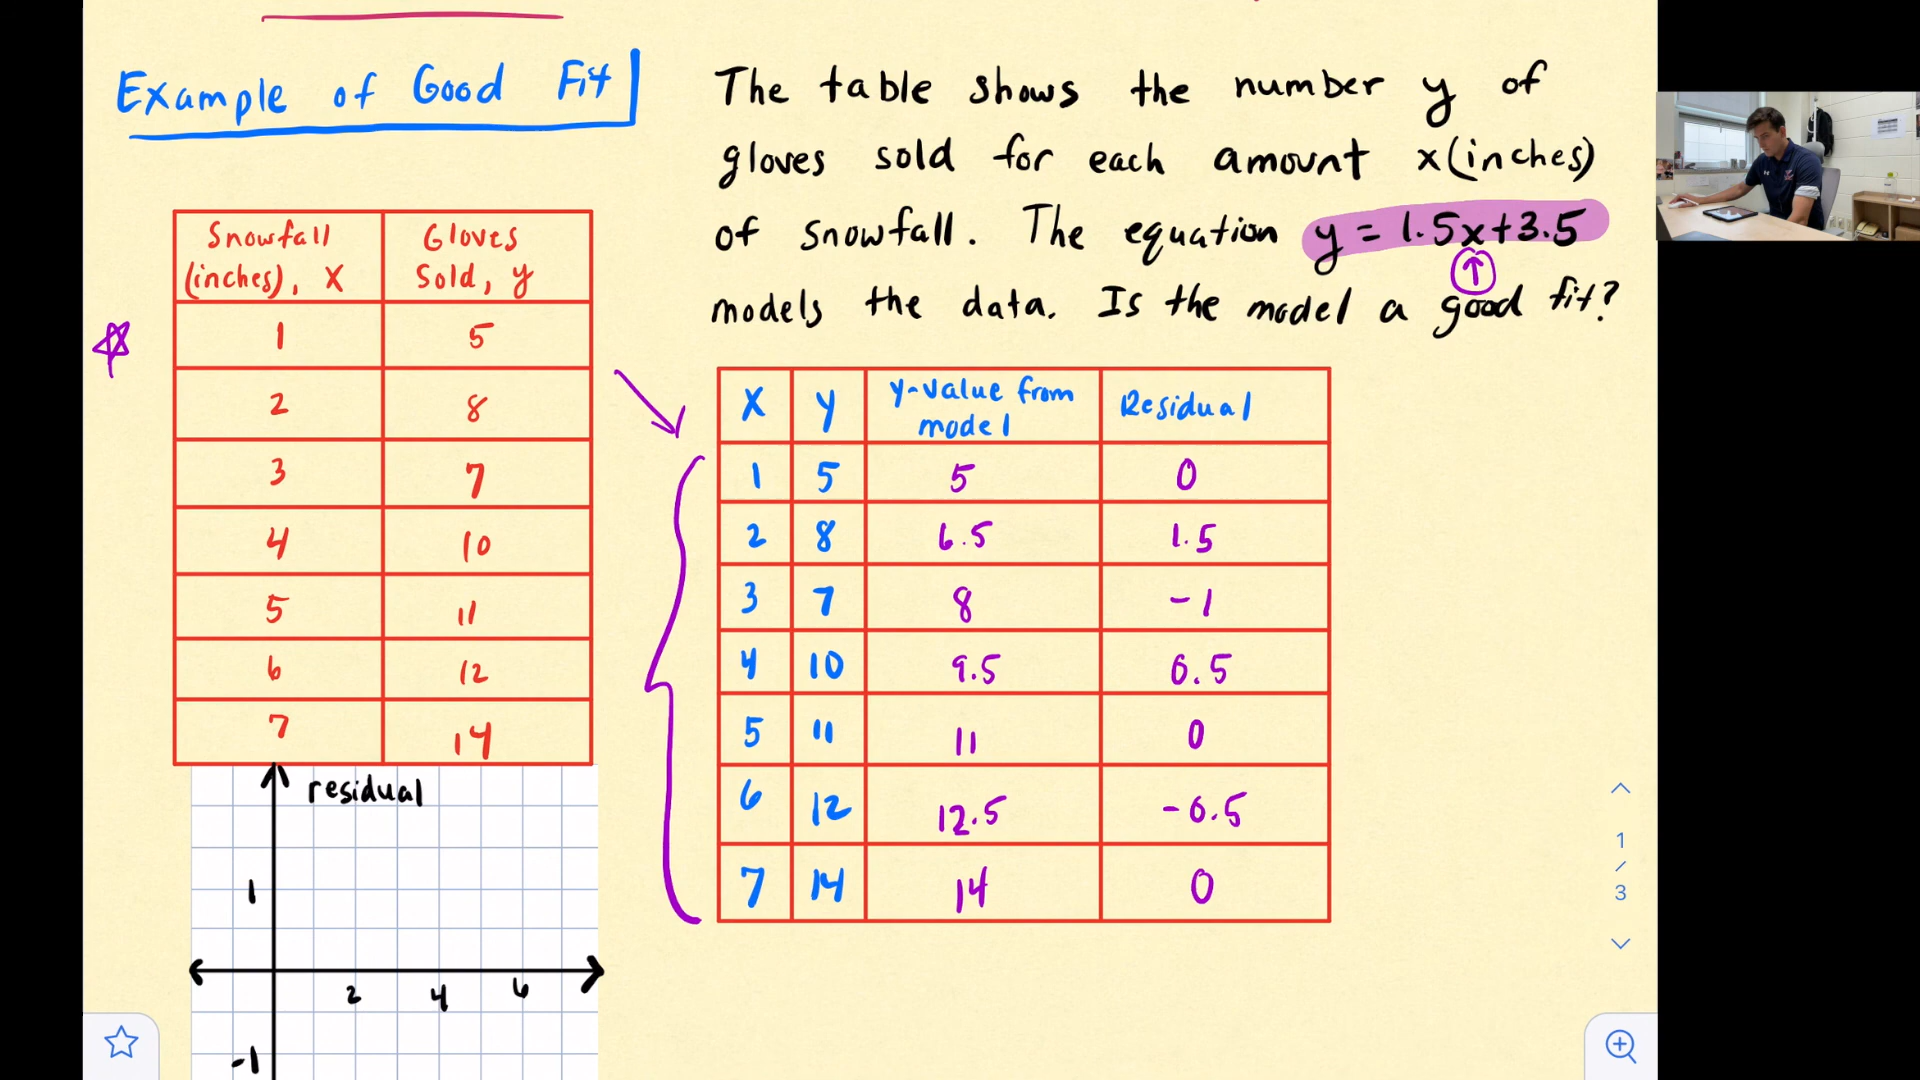 Example of Good Fit
The table shows the number y of
gloves sold for each amount x(inches)
of snowfall. The equation y = 1.5x+3.5
models the data. Is the model a good fit?
Snowfall (inches), X Gloves Sold, y
1 5
2 8
3 7
4 10
5 11
6 12
7 14
X y y-value from model Residual
1 5 5 0
2 8 6.5 1.5
3 7 8 -1
4 10 9.5 0.5
5 11 11 0
6 12 12.5 -0.5
7 14 14 0
residual
1
2 4 6
-1
1
/
3